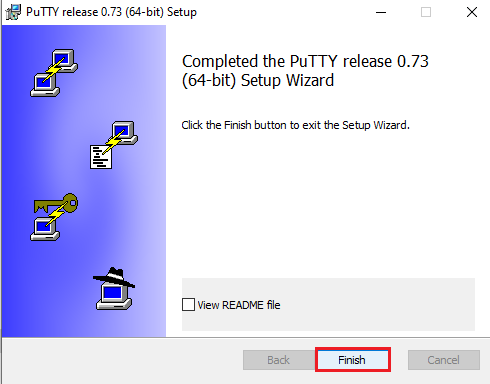 PuTTY release 0.73 (64-bit) Setup
Completed the PuTTY release 0.73
(64-bit) Setup Wizard
Click the Finish button to exit the Setup Wizard.
View README file
Back
Finish
Cancel